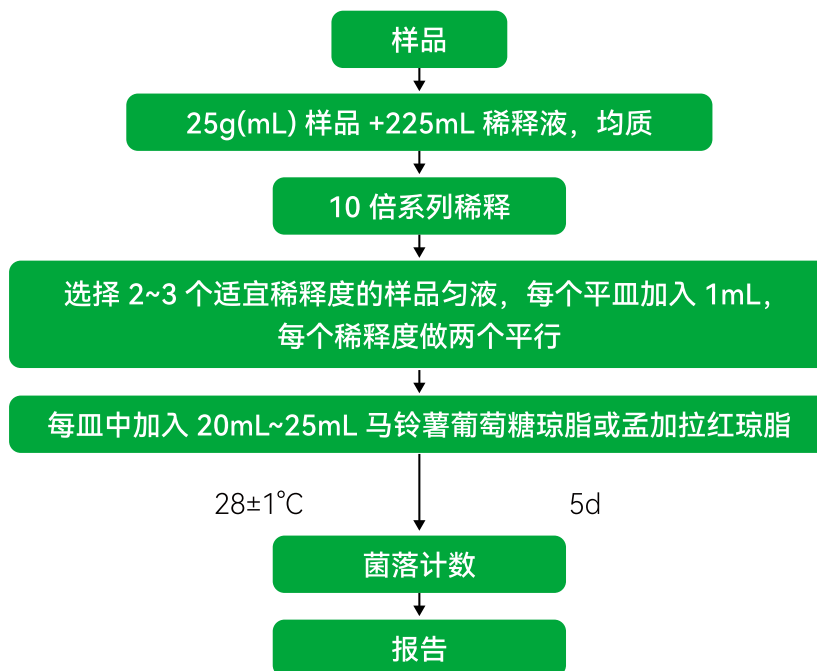 样品
25g(mL) 样品 +225mL 稀释液，均质
10 倍系列稀释
选择 2~3 个适宜稀释度的样品匀液，每个平皿加入 1mL，
每个稀释度做两个平行
每皿中加入 20mL~25mL 马铃薯葡萄糖琼脂或孟加拉红琼脂
28±1°C 5d
菌落计数
报告